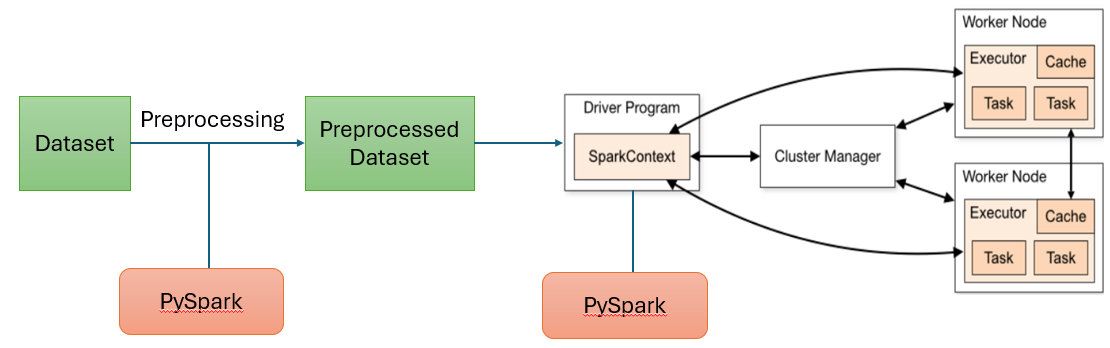 Dataset
Preprocessing
PySpark
Preprocessed
Dataset
Driver Program
SparkContext
PySpark
Cluster Manager
Worker Node
Executor
Cache
Task
Task
Worker Node
Executor
Cache
Task
Task